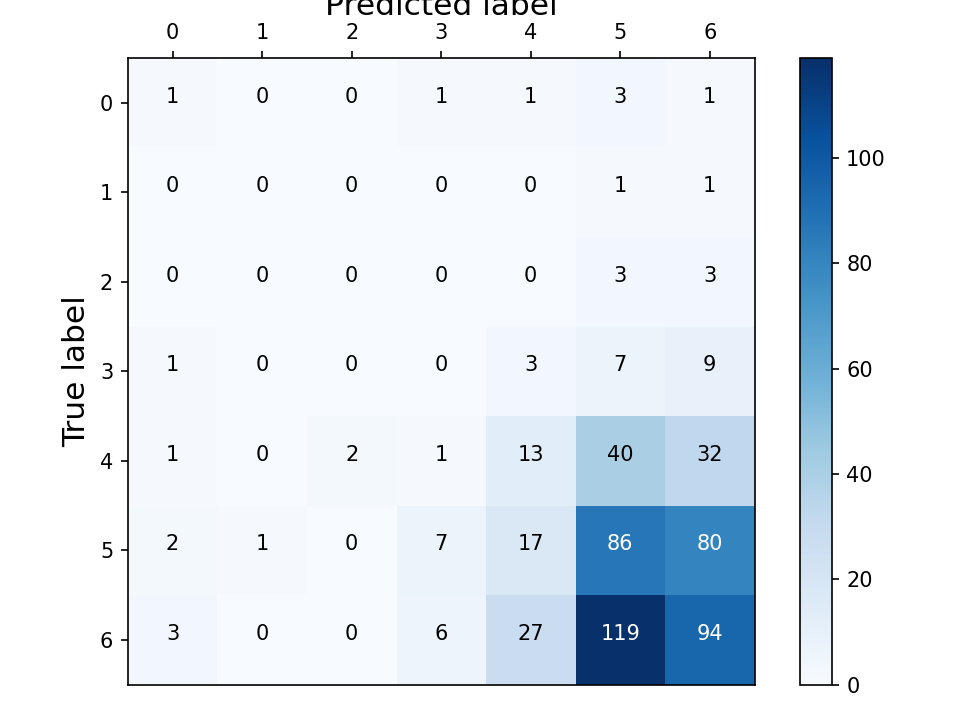 Predicted label
0 1 2 3 4 5 6
0 1 0 0 1 1 3 1
1 0 0 0 0 0 1 1
2 0 0 0 0 0 3 3
3 1 0 0 0 3 7 9
4 1 0 2 1 13 40 32
5 2 1 0 7 17 86 80
6 3 0 0 6 27 119 94
True label
100
80
60
40
20
0